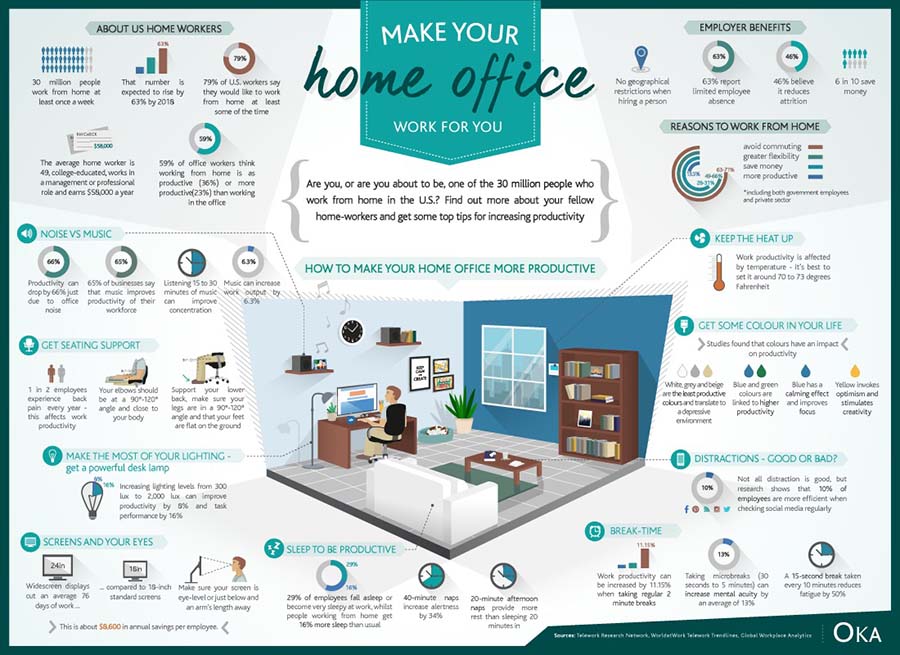 MAKE YOUR
home office
WORK FOR YOU
Are you, or are you about to be, one of the 30 million people who
work from home in the U.S.? Find out more about your fellow
home-workers and get some top tips for increasing productivity
ABOUT US HOME WORKERS
30 million people
work from home at
least once a week
63%
That number is
expected to rise by
63% by 2018
79%
79% of U.S. workers say
they would like to work
from home at least
some of the time
PAYCHECK
$58,000
The average home worker is
49, college-educated, works in
a management or professional
role and earns $58,000 a year
59%
59% of office workers think
working from home is as
productive (36%) or more
productive(23%) than working
in the office
EMPLOYER BENEFITS
No geographical
restrictions when
hiring a person
63%
63% report
limited employee
absence
46%
46% believe
it reduces
attrition
6 in 10 save
money
REASONS TO WORK FROM HOME
63-71%
49-66%
28-31%
avoid commuting
greater flexibility
save money
more productive
*including both government employees
and private sector
HOW TO MAKE YOUR HOME OFFICE MORE PRODUCTIVE
NOISE VS MUSIC
66%
Productivity can
drop by 66% just
due to office
noise
65%
65% of businesses say
that music improves
productivity of their
workforce
Listening 15 to 30
minutes of music
can improve
concentration
6.3%
Music can increase
work output by
6.3%
GET SEATING SUPPORT
1 in 2 employees
experience back
pain every year -
this affects work
productivity
Your elbows should
be at a 90°-120°
angle and close to
your body
Support your lower
back, make sure your
legs are in a 90°-120°
angle and that your feet
are flat on the ground
MAKE THE MOST OF YOUR LIGHTING -
get a powerful desk lamp
16%
Increasing lighting levels from 300
lux to 2,000 lux can improve
productivity by 8% and task
performance by 16%
SCREENS AND YOUR EYES
24in
Widescreen displays
cut an average 76
days of work ...
18in
... compared to 18-inch
standard screens
Make sure your screen is
eye-level or just below and
an arm's length away
This is about $8,600 in annual savings per employee.
KEEP
CALM
AND
CREATE
SLEEP TO BE PRODUCTIVE
29%
16%
29% of employees fall asleep or
become very sleepy at work, whilst
people working from home get
16% more sleep than usual
40-minute naps
increase alertness
by 34%
20-minute afternoon
naps provide more
rest than sleeping 20
minutes in
KEEP THE HEAT UP
Work productivity is affected
by temperature - it's best to
set it around 70 to 73 degrees
Fahrenheit
GET SOME COLOUR IN YOUR LIFE
Studies found that colours have an impact
on productivity
White, grey and beige
are the least productive
colours and translate to
a depressive
environment
Blue and green
colours are
linked to higher
productivity
Blue has a
calming effect
and improves
focus
Yellow invokes
optimism and
stimulates
creativity
DISTRACTIONS - GOOD OR BAD?
10%
Not all distraction is good, but
research shows that 10% of
employees are more efficient when
checking social media regularly
BREAK-TIME
11.15%
Work productivity can
be increased by 11.15%
when taking regular 2
minute breaks
13%
Taking microbreaks (30
seconds to 5 minutes) can
increase mental acuity by
an average of 13%
A 15-second break taken
every 10 minutes reduces
fatigue by 50%
Sources: Telework Research Network, WorldatWork Telework Trendlines, Global Workplace Analytics
OKA